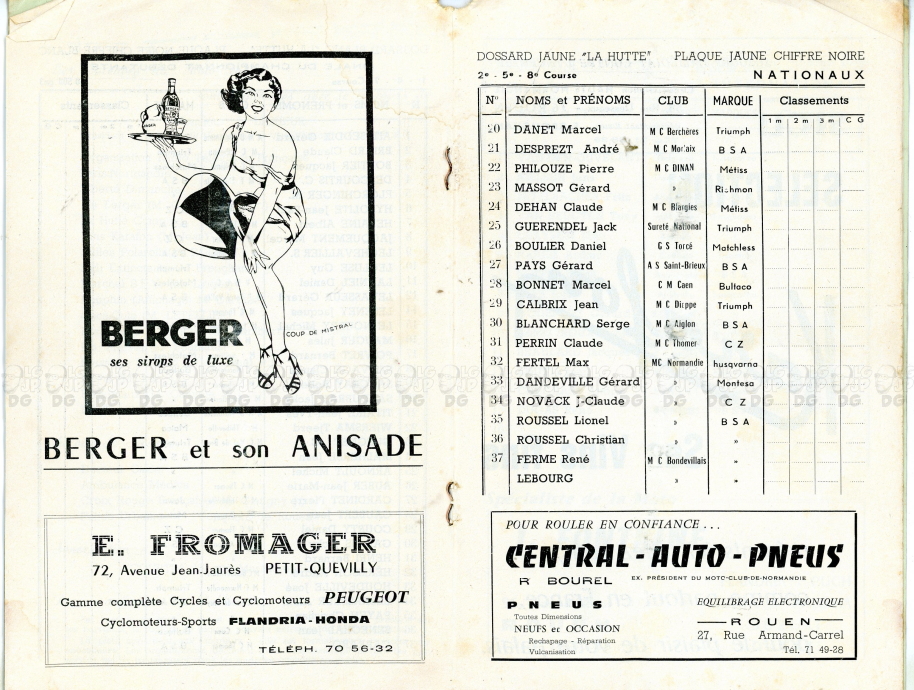 BERGER
COUP DE MISTRAL
BERGER
ses sirops de luxe
BERGER et son ANISADE
E. FROMAGER
72, Avenue Jean-Jaurès PETIT-QUEVILLY
Gamme complète Cycles et Cyclomoteurs PEUGEOT
Cyclomoteurs-Sports FLANDRIA-HONDA
TÉLÉPH. 70 56-32
DOSSARD JAUNE "LA HUTTE" PLAQUE JAUNE CHIFFRE NOIRE
2e - 5e - 8e Course NATIONAUX
No NOMS et PRÉNOMS CLUB MARQUE Classements
1 m 2 m 3 m C G
20 DANET Marcel M C Berchères Triumph
21 DESPREZT André M C Morlaix B S A
22 PHILOUZE Pierre M C DINAN Métiss
23 MASSOT Gérard » Richmon
24 DEHAN Claude M C Blargies Métiss
25 GUERENDEL Jack Sureté National Triumph
26 BOULIER Daniel G S Torcé Matchless
27 PAYS Gérard A S Saint-Brieux B S A
28 BONNET Marcel C M Caen Bultaco
29 CALBRIX Jean M C Dieppe Triumph
30 BLANCHARD Serge M C Aiglon B S A
31 PERRIN Claude M C Thomer C Z
32 FERTEL Max MC Normandie husqvarna
33 DANDEVILLE Gérard » Montesa
34 NOVACK J-Claude » C Z
35 ROUSSEL Lionel » B S A
36 ROUSSEL Christian » »
37 FERME René M C Bondevillais »
LEBOURG » »
POUR ROULER EN CONFIANCE ...
CENTRAL-AUTO-PNEUS
R BOUREL EX. PRÉSIDENT DU MOTO-CLUB-DE-NORMANDIE
PNEUS
Toutes Dimensions
NEUFS et OCCASION
Rechapage - Réparation
Vulcanisation
EQUILIBRAGE ELECTRONIQUE
ROUEN
27, Rue Armand-Carrel
Tél. 71 49-28